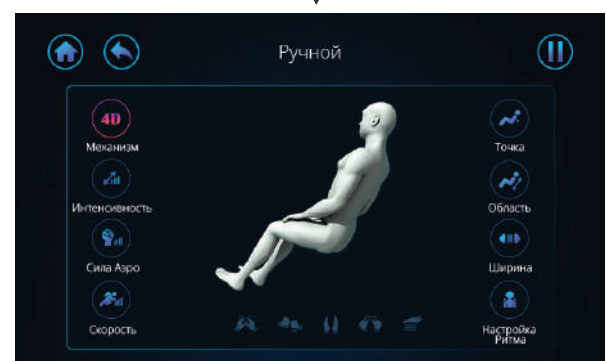 Ручной
4D
Механизм
Интенсивность
Сила Аэро
Скорость
Точка
Область
Ширина
Настройка
Ритма